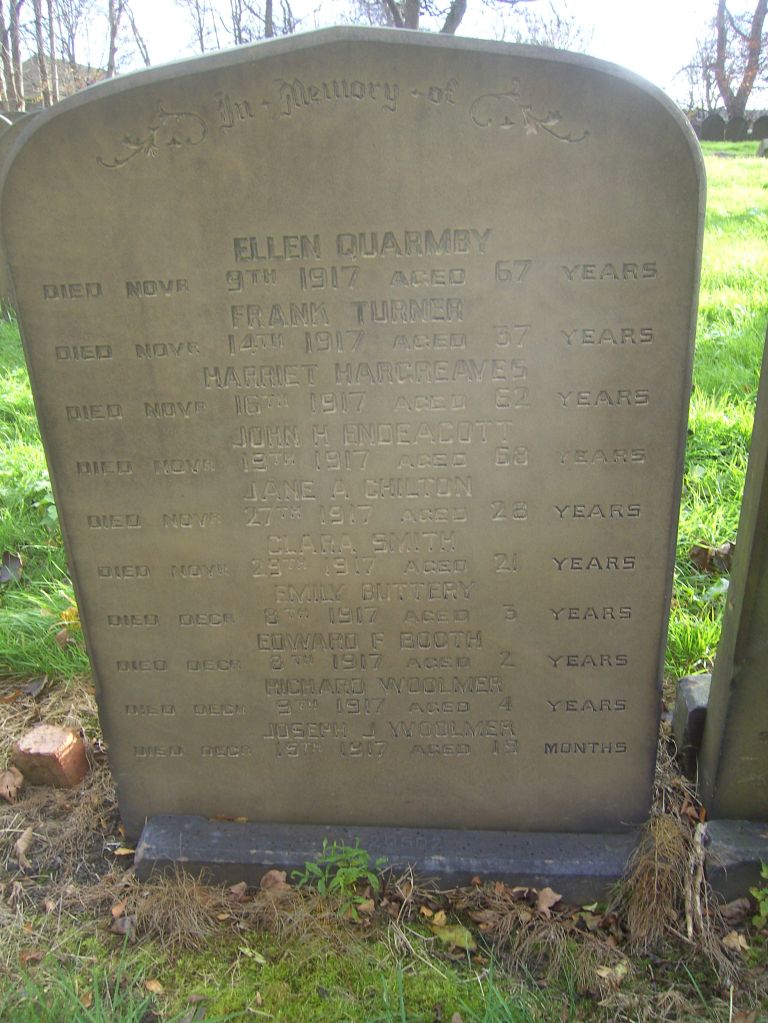 In Memory of
ELLEN QUARMBY
DIED NOVR 9TH 1917 AGED 67 YEARS
FRANK TURNER
DIED NOVR 14TH 1917 AGED 37 YEARS
HARRIET HARGREAVES
DIED NOVR 16TH 1917 AGED 62 YEARS
JOHN H ENDEACOTT
DIED NOVR 19TH 1917 AGED 68 YEARS
JANE A CHILTON
DIED NOVR 27TH 1917 AGED 28 YEARS
CLARA SMITH
DIED NOVR 29TH 1917 AGED 21 YEARS
EMILY BUTTERY
DIED DECR 8TH 1917 AGED 3 YEARS
EDWARD F BOOTH
DIED DECR 8TH 1917 AGED 2 YEARS
RICHARD WOOLMER
DIED DECR 9TH 1917 AGED 4 YEARS
JOSEPH J WOOLMER
DIED DECR 19TH 1917 AGED 19 MONTHS